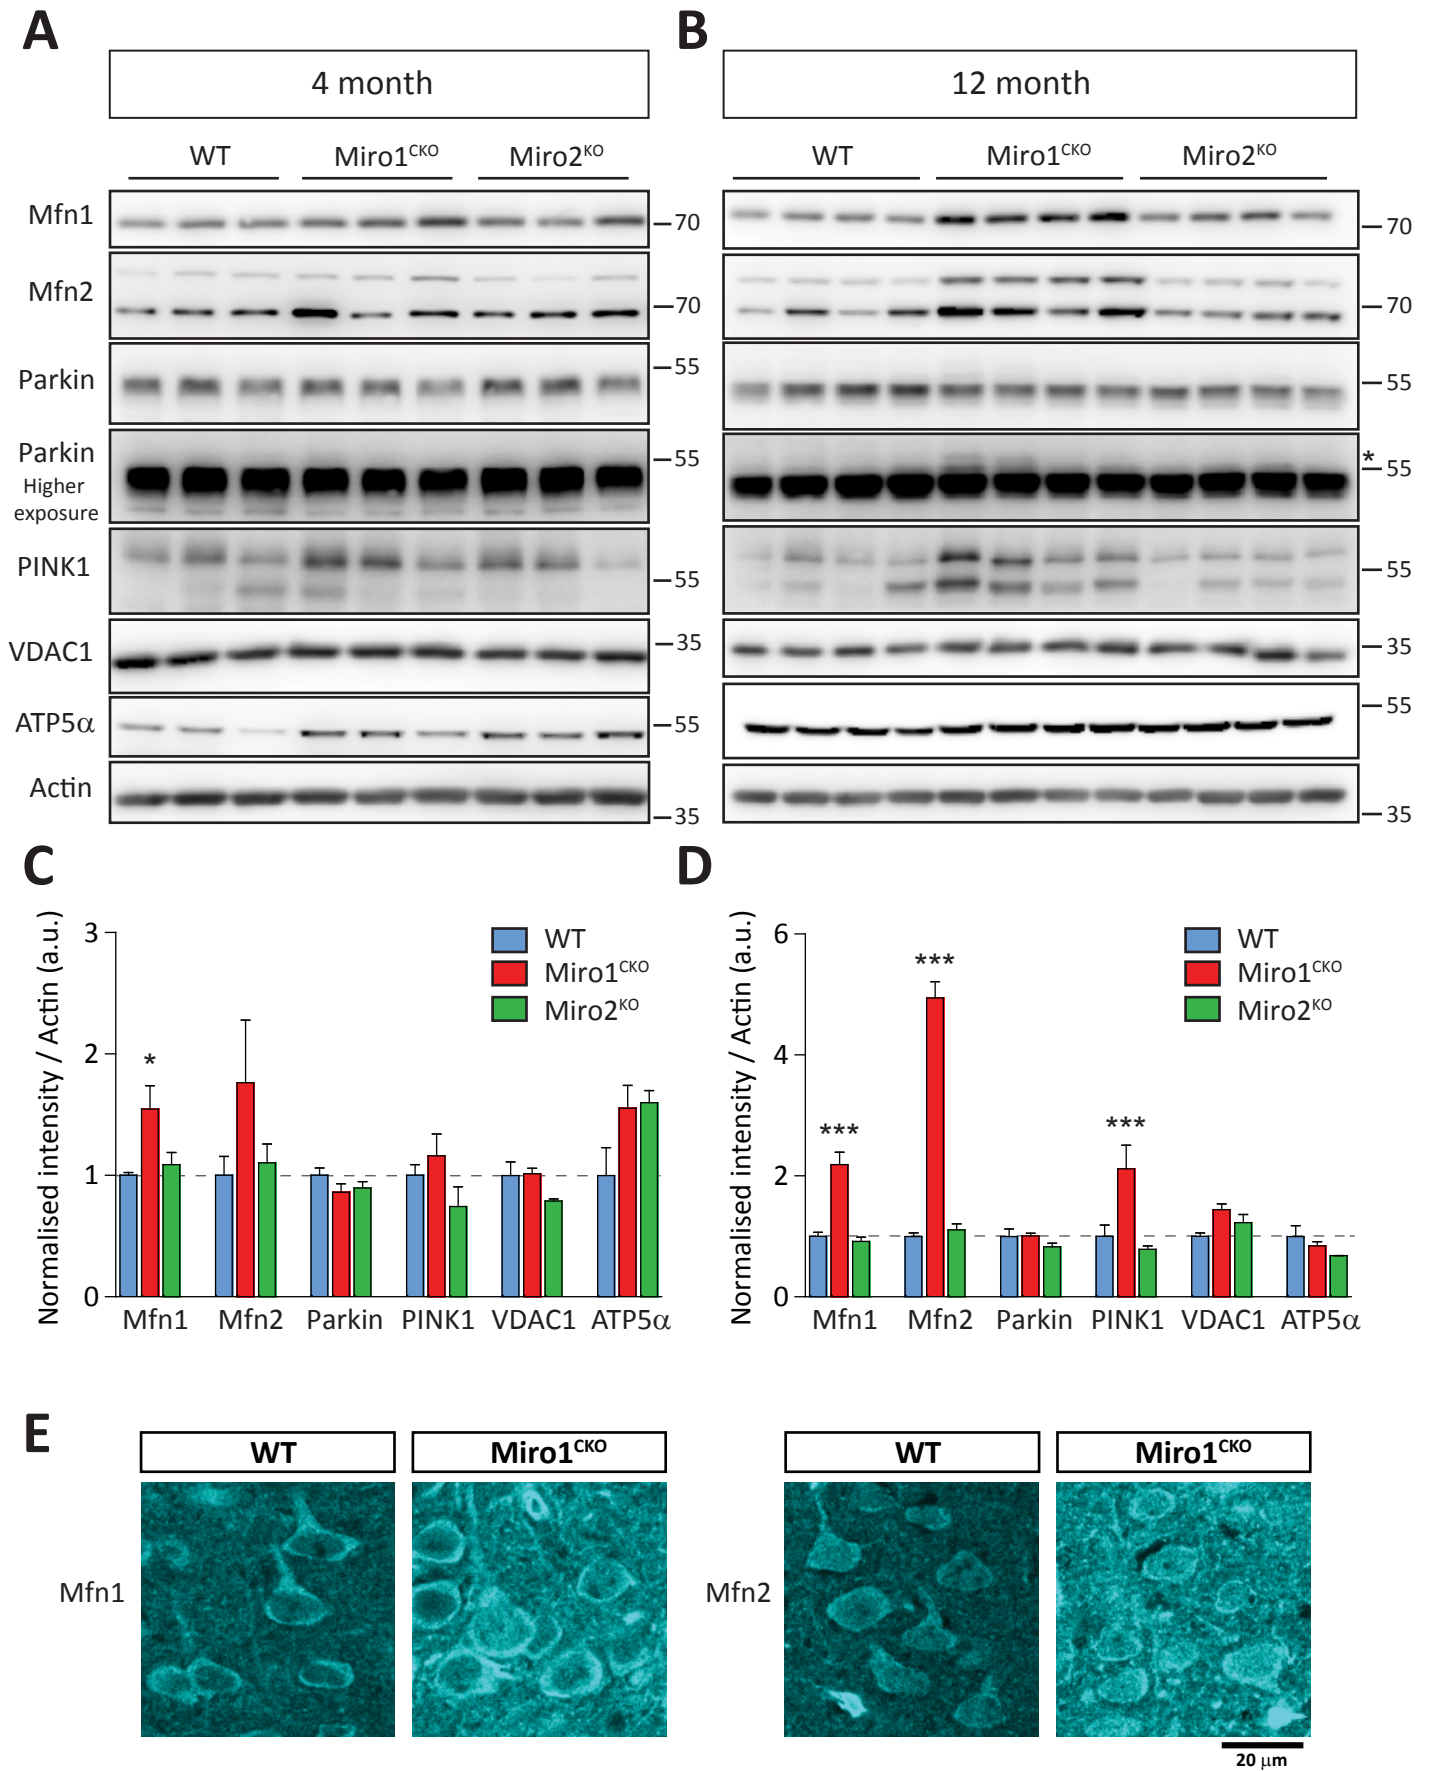 A
B
4 month
12 month
WT Miro1CKO Miro2KO
WT Miro1CKO Miro2KO
Mfn1
70
70
Mfn2
70
70
Parkin
55
55
Parkin
Higher
exposure
55
*
55
PINK1
55
55
VDAC1
35
35
ATP5α
55
55
Actin
35
35
C
D
Normalised intensity / Actin (a.u.)
3
2
1
0
WT
Miro1CKO
Miro2KO
*
Mfn1 Mfn2 Parkin PINK1 VDAC1 ATP5α
Normalised intensity / Actin (a.u.)
6
4
2
0
WT
Miro1CKO
Miro2KO
***
***
***
Mfn1 Mfn2 Parkin PINK1 VDAC1 ATP5α
E
WT
Miro1CKO
WT
Miro1CKO
Mfn1
Mfn2
20 μm